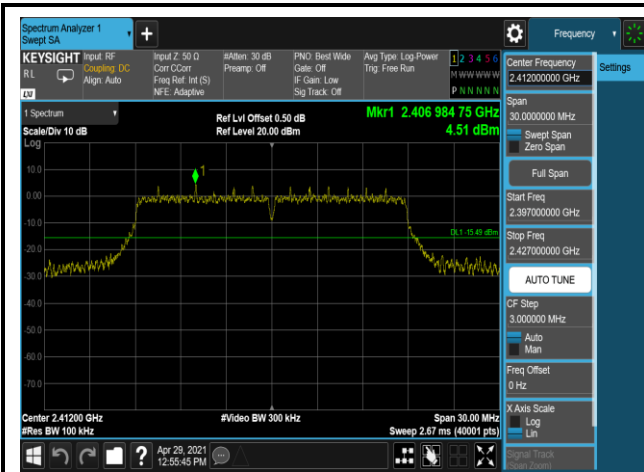 Spectrum Analyzer 1
Swept SA
+
Frequency
KEYSIGHT
RL
LXI
Input: RF
Coupling: DC
Align: Auto
Input Z: 50 Ω
Corr CCorr
Freq Ref: Int (S)
NFE: Adaptive
#Atten: 30 dB
Preamp: Off
PNO: Best Wide
Gate: Off
IF Gain: Low
Sig Track: Off
Avg Type: Log-Power
Trig: Free Run
1 2 3 4 5 6
M W W W W W
P N N N N N
1 Spectrum
Scale/Div 10 dB
Ref Lvl Offset 0.50 dB
Ref Level 20.00 dBm
Mkr1 2.406 984 75 GHz
4.51 dBm
Log
10.0
0.00
-10.0
-20.0
-30.0
-40.0
-50.0
-60.0
-70.0
1
DL1 -15.49 dBm
Center 2.41200 GHz
#Res BW 100 kHz
#Video BW 300 kHz
Span 30.00 MHz
Sweep 2.67 ms (40001 pts)
Center Frequency
2.412000000 GHz
Settings
Span
30.0000000 MHz
Swept Span
Zero Span
Full Span
Start Freq
2.397000000 GHz
Stop Freq
2.427000000 GHz
AUTO TUNE
CF Step
3.000000 MHz
Auto
Man
Freq Offset
0 Hz
X Axis Scale
Log
Lin
Signal Track
(Span Zoom)
?
Apr 29, 2021
12:55:45 PM